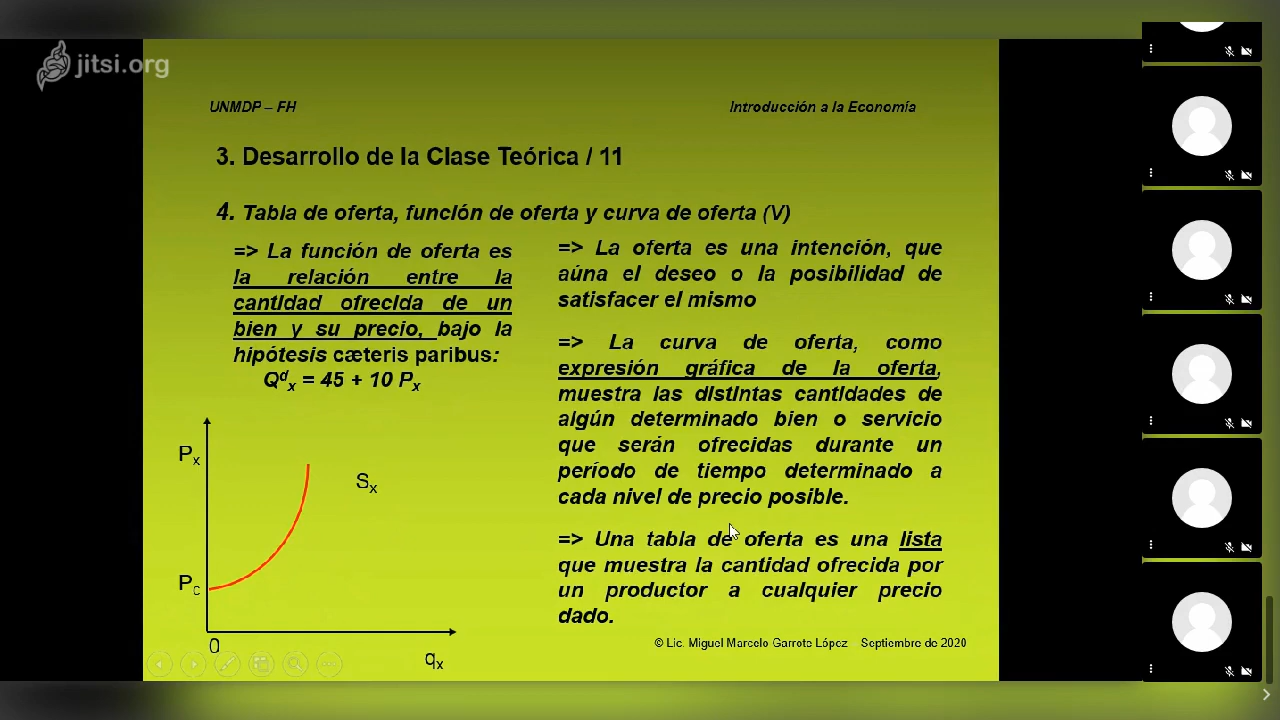 jitsi.org
UNMDP – FH
Introducción a la Economía
3. Desarrollo de la Clase Teórica / 11
4. Tabla de oferta, función de oferta y curva de oferta (V)
=> La función de oferta es
la relación entre la
cantidad ofrecida de un
bien y su precio, bajo la
hipótesis cæteris paribus:
Qdx = 45 + 10 Px
Px
Sx
Pc
0
qx
=> La oferta es una intención, que
aúna el deseo o la posibilidad de
satisfacer el mismo
=> La curva de oferta, como
expresión gráfica de la oferta,
muestra las distintas cantidades de
algún determinado bien o servicio
que serán ofrecidas durante un
período de tiempo determinado a
cada nivel de precio posible.
=> Una tabla de oferta es una lista
que muestra la cantidad ofrecida por
un productor a cualquier precio
dado.
© Lic. Miguel Marcelo Garrote López Septiembre de 2020